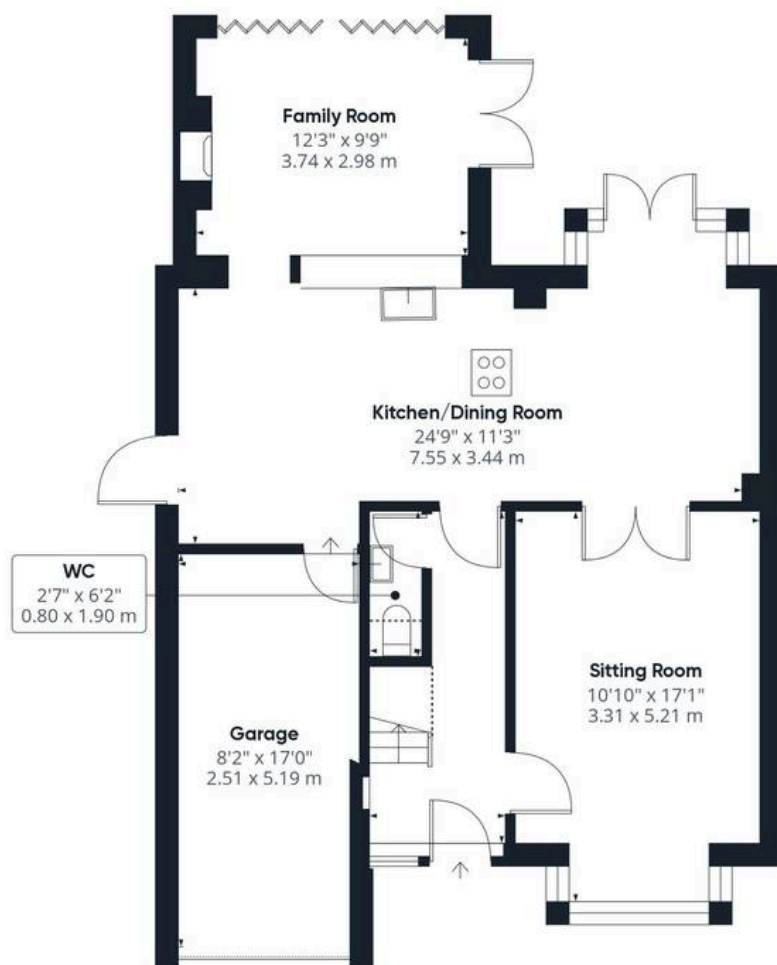 Family Room
12'3" x 9'9"
3.74 x 2.98 m
Kitchen/Dining Room
24'9" x 11'3"
7.55 x 3.44 m
WC
2'7" x 6'2"
0.80 x 1.90 m
Sitting Room
10'10" x 17'1"
3.31 x 5.21 m
Garage
8'2" x 17'0"
2.51 x 5.19 m